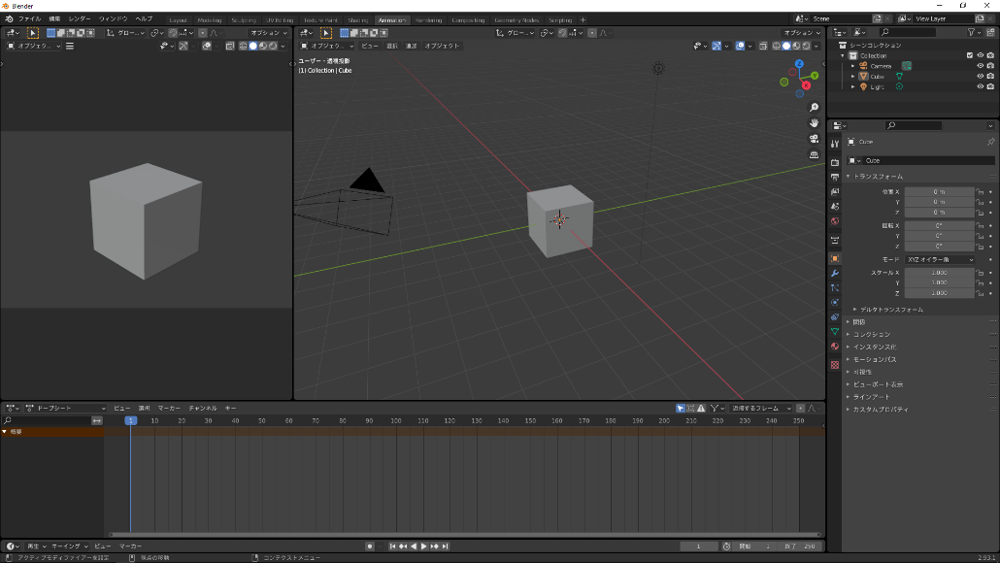 Blender
ファイル 編集 レンダー ウィンドウ ヘルプ Layout Modeling Sculpting UV Editing Texture Paint Shading Animation Rendering Compositing Geometry Nodes Scripting + Scene View Layer
グロー... オプション
オブジェク...
グロー... オプション
オブジェク... ビュー 選択 追加 オブジェクト
ユーザー・透視投影
(1) Collection | Cube
Z
Y
X
シーンコレクション
Collection
Camera
Cube
Light
Cube
Cube
トランスフォーム
位置 X 0 m
Y 0 m
Z 0 m
回転 X 0°
Y 0°
Z 0°
モード XYZ オイラー角
スケール X 1.000
Y 1.000
Z 1.000
デルタトランスフォーム
関係
コレクション
インスタンス化
モーションパス
可視性
ビューポート表示
ラインアート
カスタムプロパティ
ドープシート ビュー 選択 マーカー チャンネル キー 近接するフレーム
1 10 20 30 40 50 60 70 80 90 100 110 120 130 140 150 160 170 180 190 200 210 220 230 240 250
概要
再生 キーイング ビュー マーカー 1 開始 1 終了 250
アクティブモディファイアーを設定 視点の移動 コンテクストメニュー 2.93.1